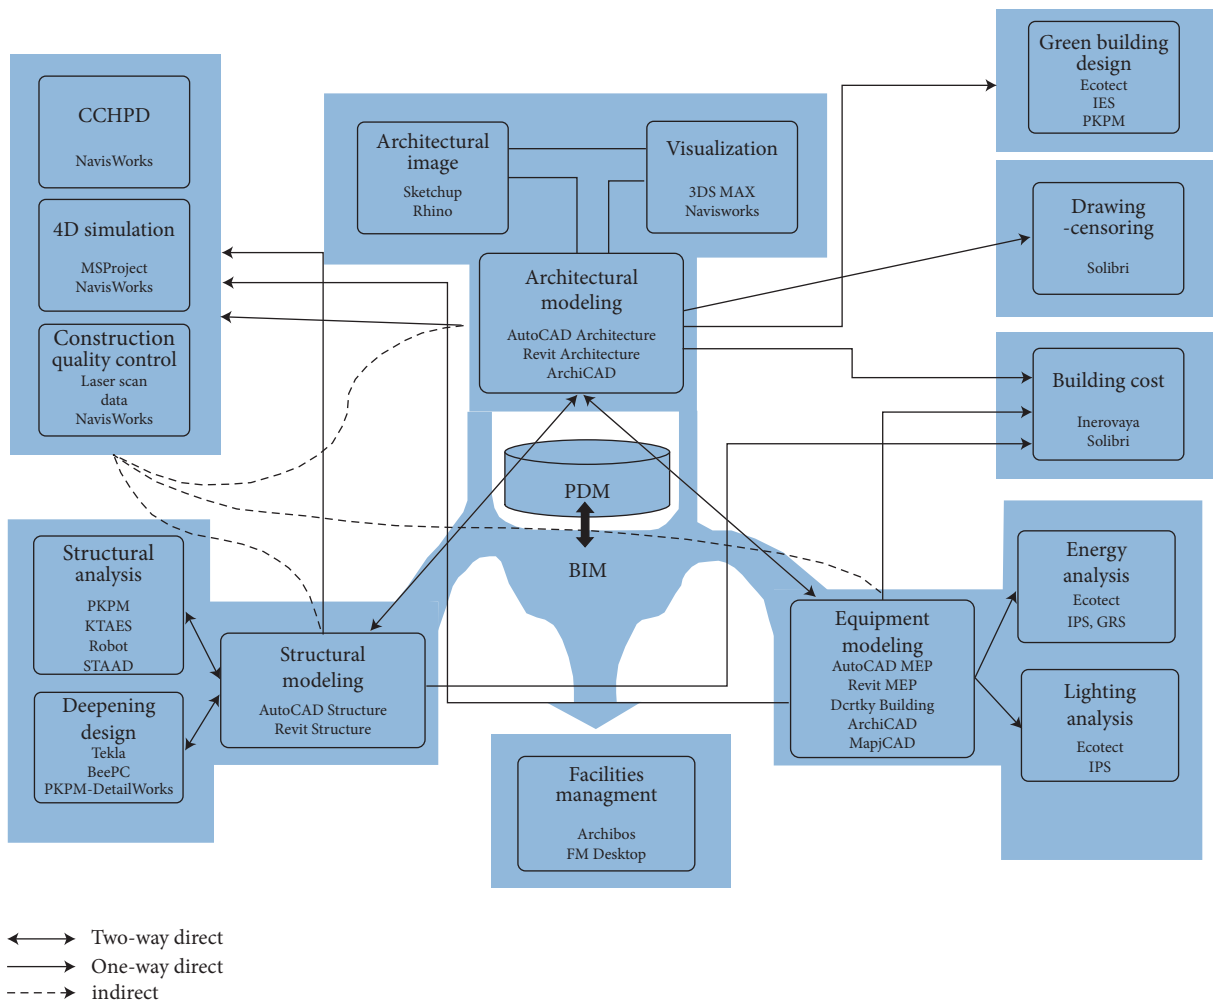 CCHPD
NavisWorks
4D simulation
MSProject
NavisWorks
Construction
quality control
Laser scan
data
NavisWorks
Architectural
image
Sketchup
Rhino
Visualization
3DS MAX
Navisworks
Architectural
modeling
AutoCAD Architecture
Revit Architecture
ArchiCAD
Green building
design
Ecotect
IES
PKPM
Drawing
-censoring
Solibri
Building cost
Inerovaya
Solibri
PDM
BIM
Structural
analysis
PKPM
KTAES
Robot
STAAD
Deepening
design
Tekla
BeePC
PKPM-DetailWorks
Structural
modeling
AutoCAD Structure
Revit Structure
Equipment
modeling
AutoCAD MEP
Revit MEP
Dcrtky Building
ArchiCAD
MapjCAD
Energy
analysis
Ecotect
IPS, GRS
Lighting
analysis
Ecotect
IPS
Facilities
managment
Archibos
FM Desktop
Two-way direct
One-way direct
indirect